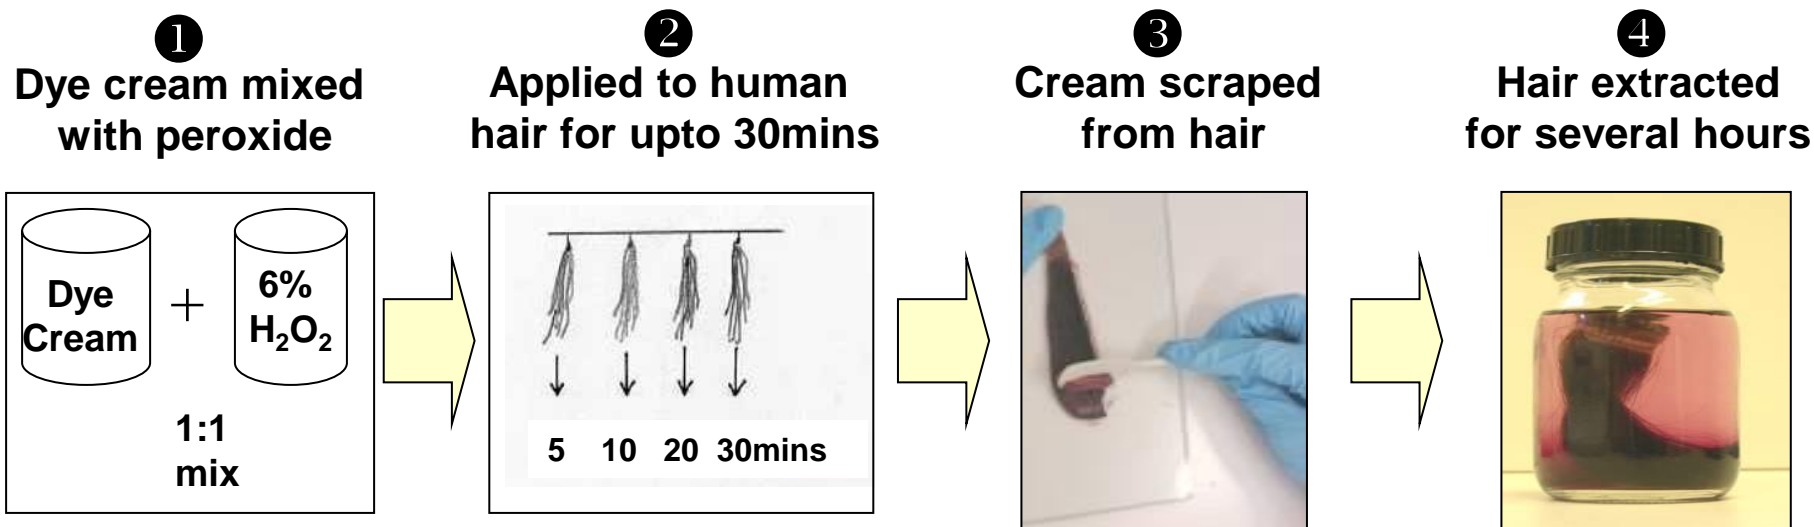 ❶
Dye cream mixed
with peroxide
Dye
Cream
+
6%
H₂O₂
1:1
mix
❷
Applied to human
hair for upto 30mins
5 10 20 30mins
❸
Cream scraped
from hair
❹
Hair extracted
for several hours